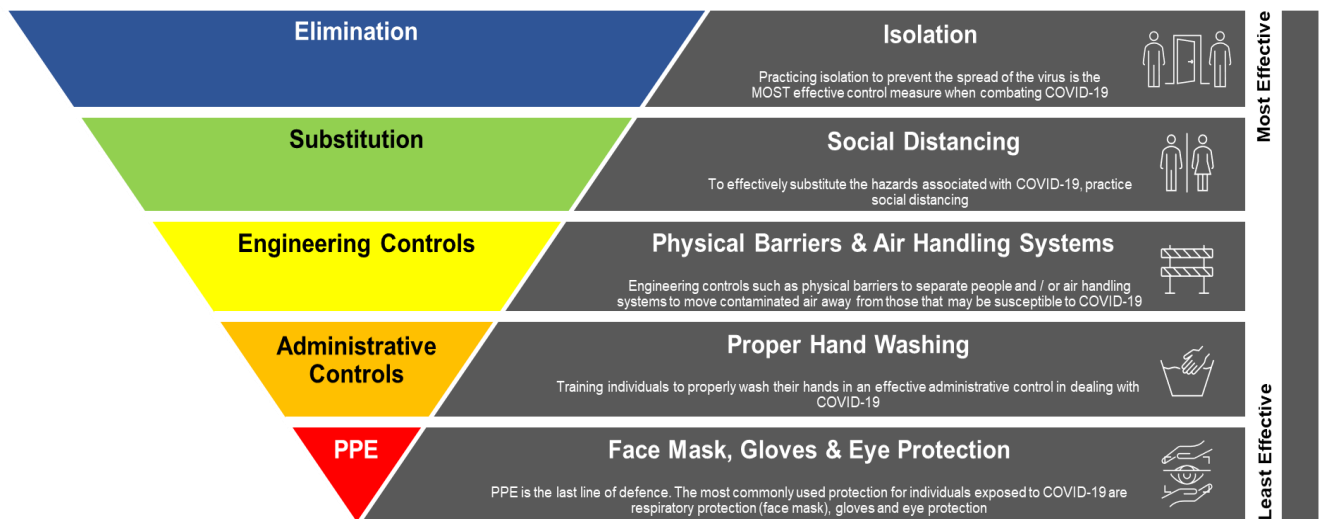 Elimination
Isolation
Practicing isolation to prevent the spread of the virus is the
MOST effective control measure when combating COVID-19
Most Effective
Substitution
Social Distancing
To effectively substitute the hazards associated with COVID-19, practice
social distancing
Engineering Controls
Physical Barriers & Air Handling Systems
Engineering controls such as physical barriers to separate people and / or air handling
systems to move contaminated air away from those that may be susceptible to COVID-19
Administrative
Controls
Proper Hand Washing
Training individuals to properly wash their hands in an effective administrative control in dealing with
COVID-19
PPE
Face Mask, Gloves & Eye Protection
PPE is the last line of defence. The most commonly used protection for individuals exposed to COVID-19 are
respiratory protection (face mask), gloves and eye protection
Least Effective